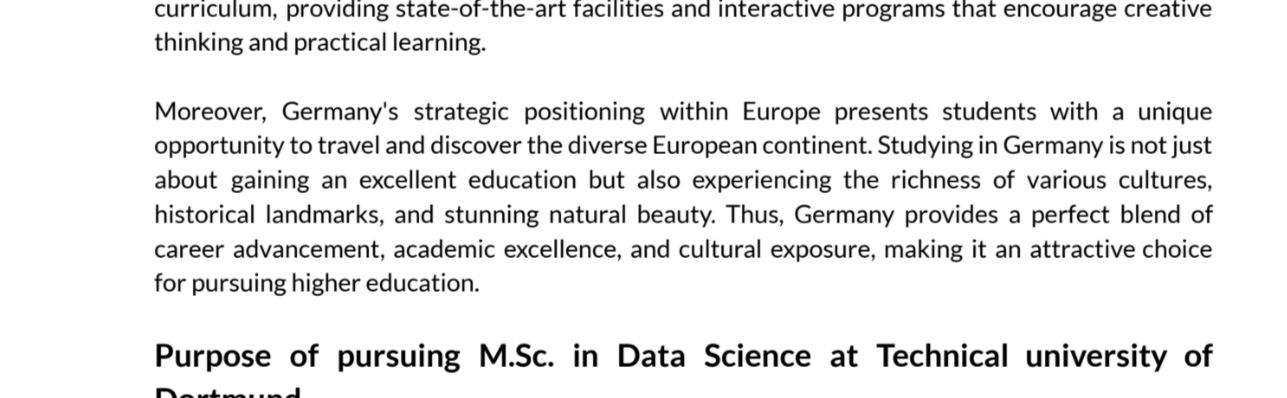 curriculum, providing state-of-the-art facilities and interactive programs that encourage creative
thinking and practical learning.
Moreover, Germany's strategic positioning within Europe presents students with a unique
opportunity to travel and discover the diverse European continent. Studying in Germany is not just
about gaining an excellent education but also experiencing the richness of various cultures,
historical landmarks, and stunning natural beauty. Thus, Germany provides a perfect blend of
career advancement, academic excellence, and cultural exposure, making it an attractive choice
for pursuing higher education.
Purpose of pursuing M.Sc. in Data Science at Technical university of
Dortmund